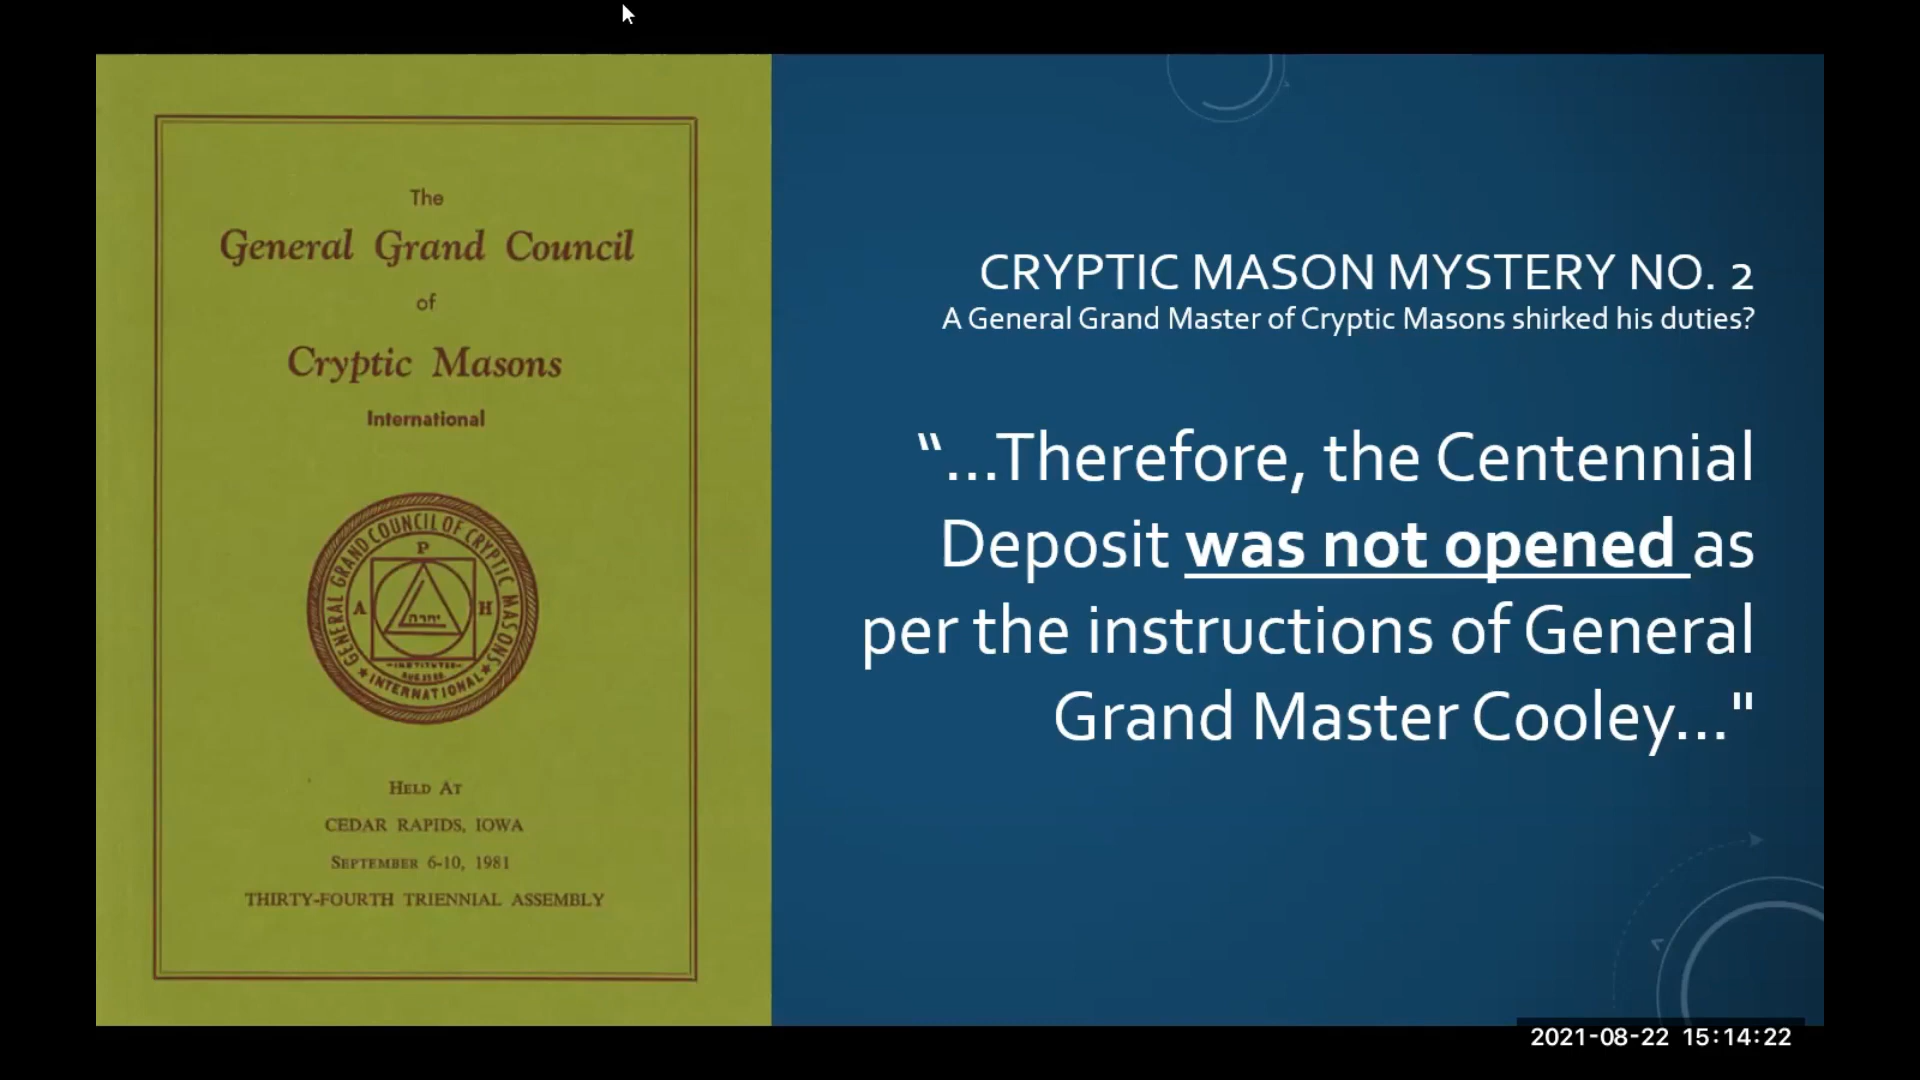 The
General Grand Council
of
Cryptic Masons
International
GENERAL GRAND COUNCIL OF CRYPTIC MASONS
P
A H
יהוה
INSTITUTED
INTERNATIONAL
HELD AT
CEDAR RAPIDS, IOWA
SEPTEMBER 6-10, 1981
THIRTY-FOURTH TRIENNIAL ASSEMBLY
CRYPTIC MASON MYSTERY NO. 2
A General Grand Master of Cryptic Masons shirked his duties?
“...Therefore, the Centennial
Deposit was not opened as
per the instructions of General
Grand Master Cooley..."
2021-08-22 15:14:22